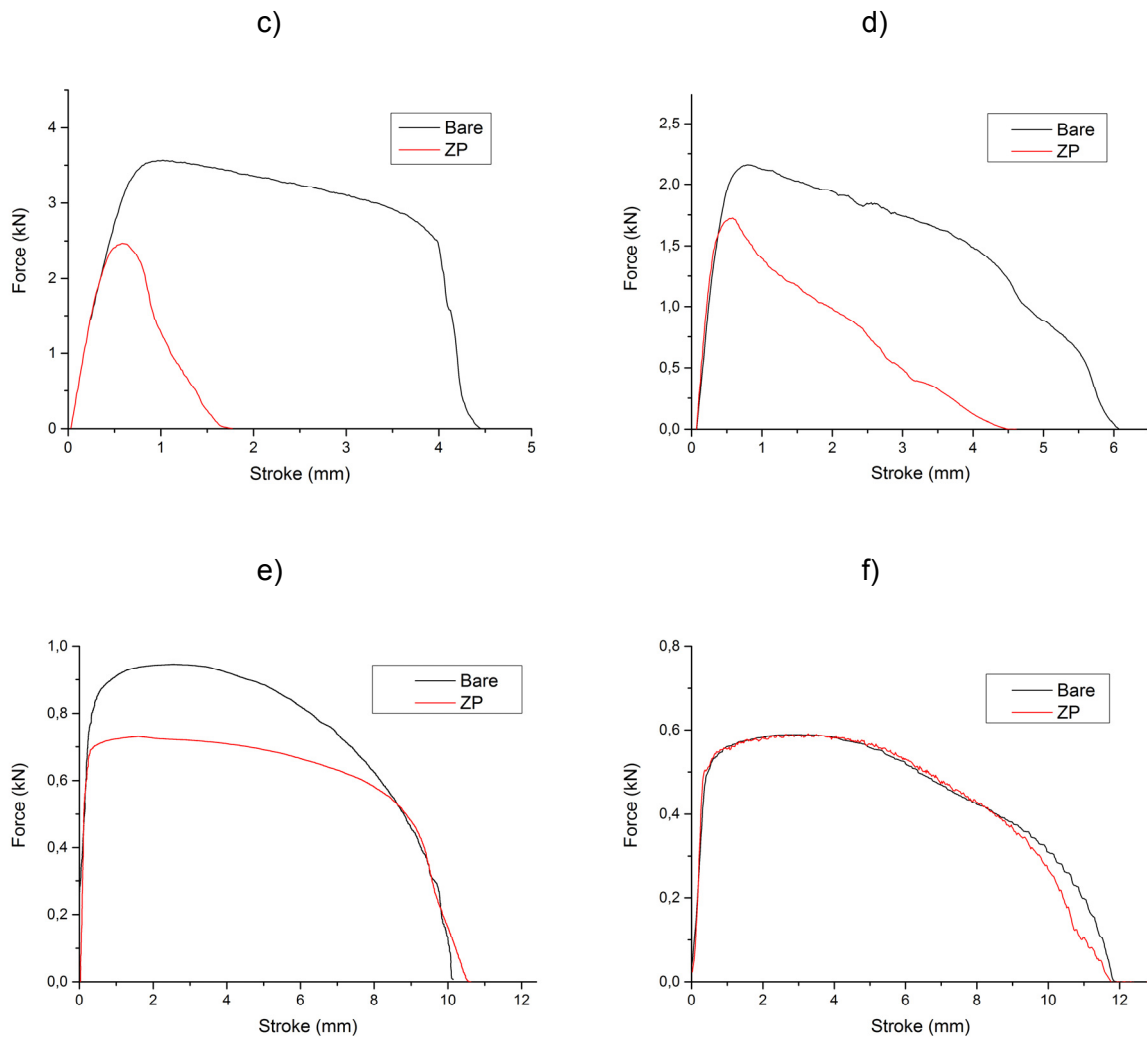 c)
4
3
2
1
0
Force (kN)
0 1 2 3 4 5
Stroke (mm)
Bare
ZP
d)
2,5
2,0
1,5
1,0
0,5
0,0
Force (kN)
0 1 2 3 4 5 6
Stroke (mm)
Bare
ZP
e)
1,0
0,8
0,6
0,4
0,2
0,0
Force (kN)
0 2 4 6 8 10 12
Stroke (mm)
Bare
ZP
f)
0,8
0,6
0,4
0,2
0,0
Force (kN)
0 2 4 6 8 10 12
Stroke (mm)
Bare
ZP